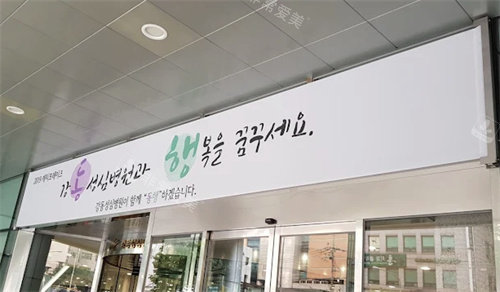 강동성심병원과 행복을 꿈꾸세요.
강동성심병원이 함께 "동행"하겠습니다.